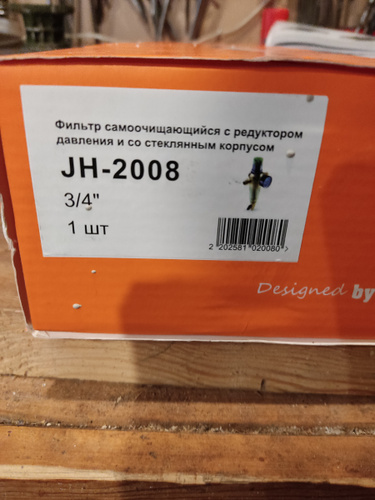 Фильтр самоочищающийся с редуктором
давления и со стеклянным корпусом
JH-2008
3/4"
1 шт
2 202581 020080 >
Designed by